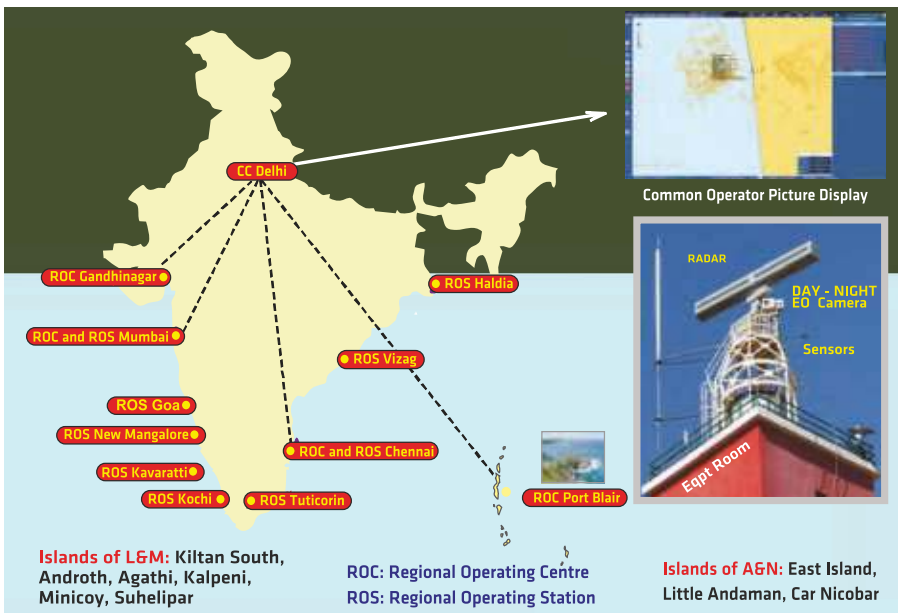 CC Delhi
Common Operator Picture Display
ROC Gandhinagar
ROS Haldia
ROC and ROS Mumbai
ROS Vizag
ROS Goa
ROS New Mangalore
ROC and ROS Chennai
ROS Kavaratti
ROS Kochi
ROS Tuticorin
ROC Port Blair
RADAR
DAY - NIGHT
EO Camera
Sensors
Eqpt Room
Islands of L&M: Kiltan South,
Androth, Agathi, Kalpeni,
Minicoy, Suhelipar
ROC: Regional Operating Centre
ROS: Regional Operating Station
Islands of A&N: East Island,
Little Andaman, Car Nicobar